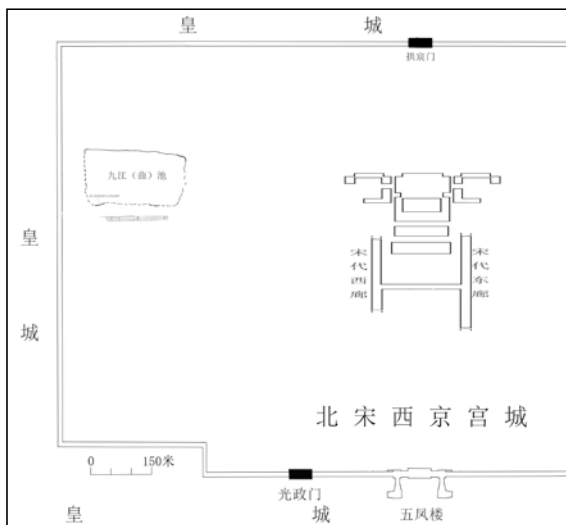 皇 城
拱宸门
九江（曲）池
皇城
宋代西廊
宋代东廊
北宋西京宫城
0 150米
光政门
五凤楼
皇 城